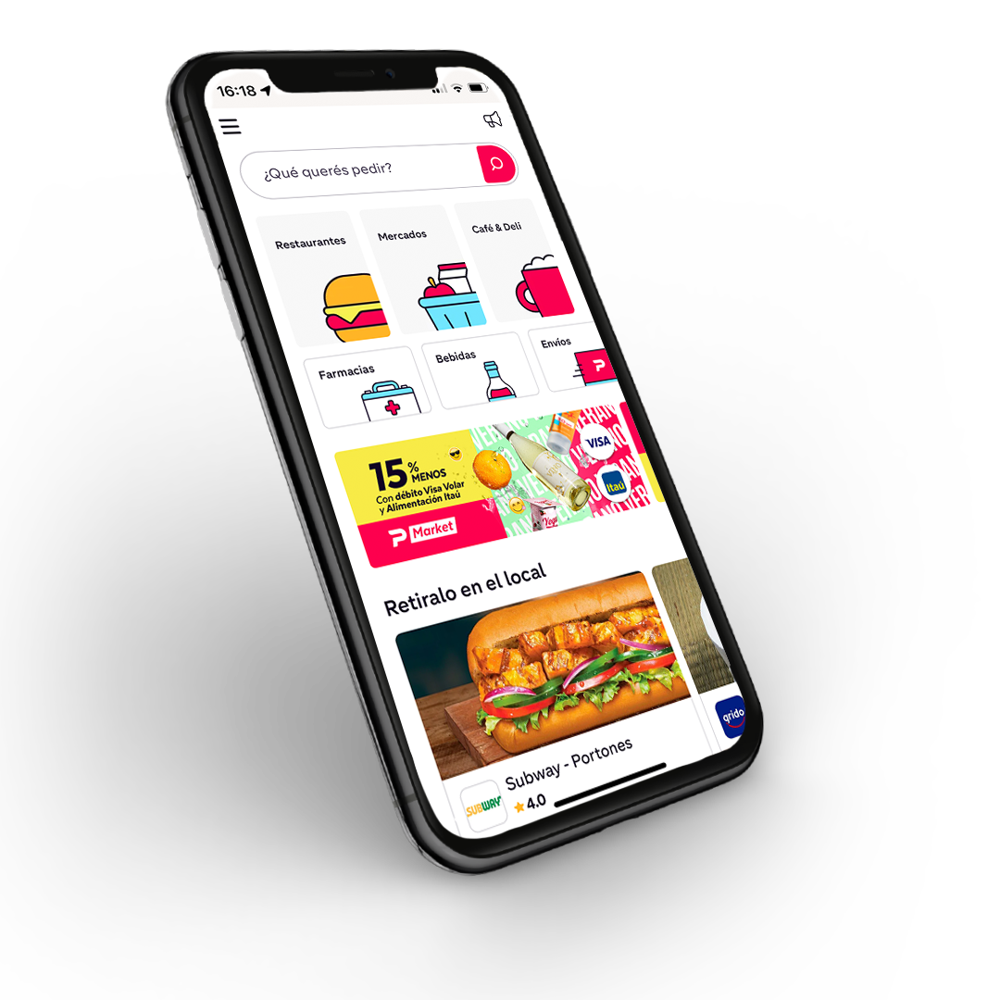 16:18
¿Qué querés pedir?
Restaurantes
Mercados
Café & Deli
Farmacias
Bebidas
Envíos
15%
MENOS
Con débito Visa Volar
y Alimentación Itaú
Market
VISA
Itaú
Retiralo en el local
Subway - Portones
SUBWAY
4.0
grido